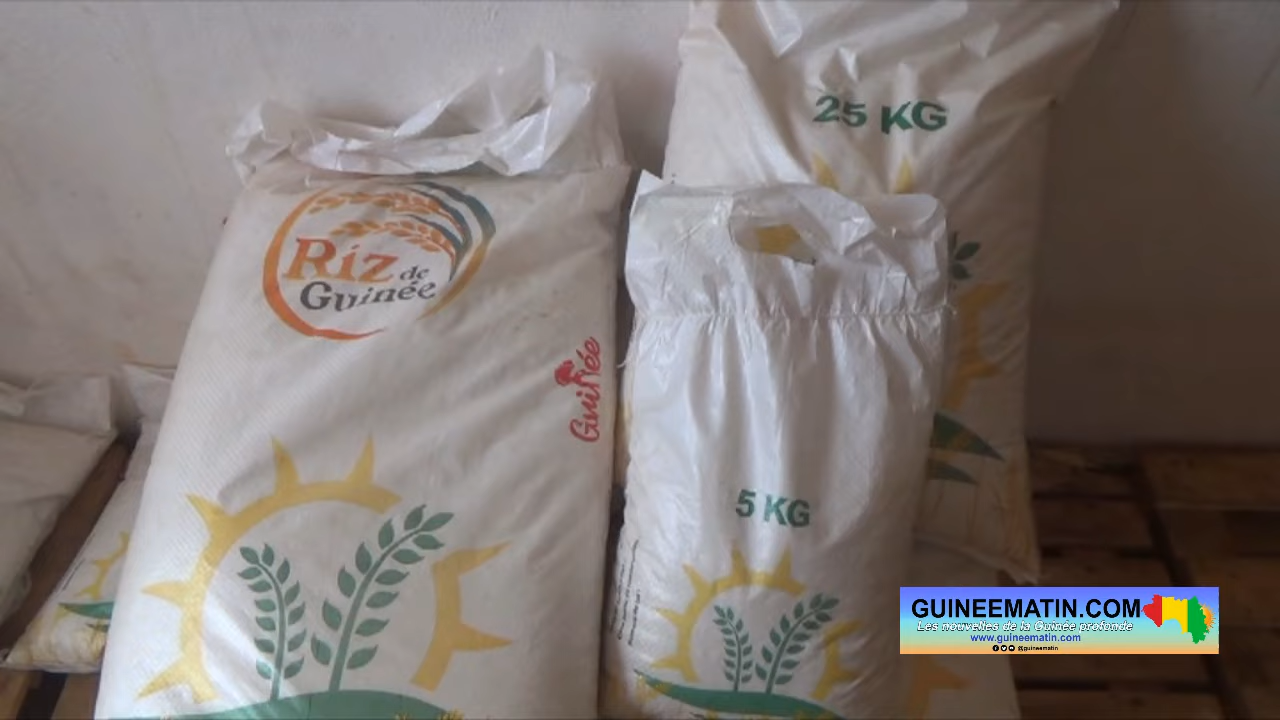 25 KG
Riz de
Guinée
Guinée
5 KG
GUINEEMATIN.COM
Les nouvelles de la Guinée profonde
www.guineematin.com
@guineematin